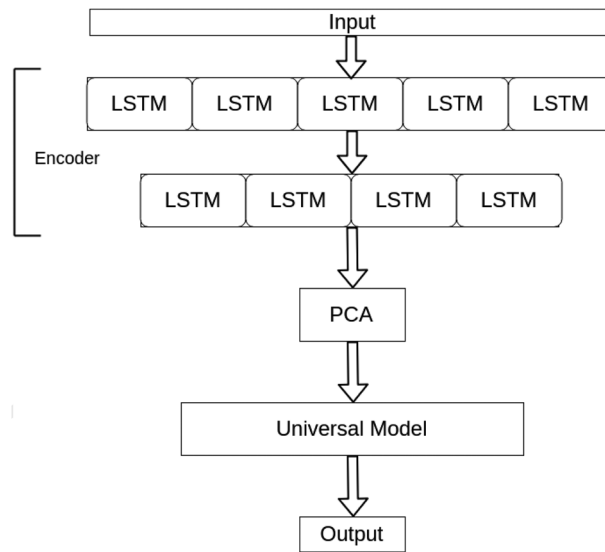 Input
LSTM LSTM LSTM LSTM LSTM
Encoder
LSTM LSTM LSTM LSTM
PCA
Universal Model
Output